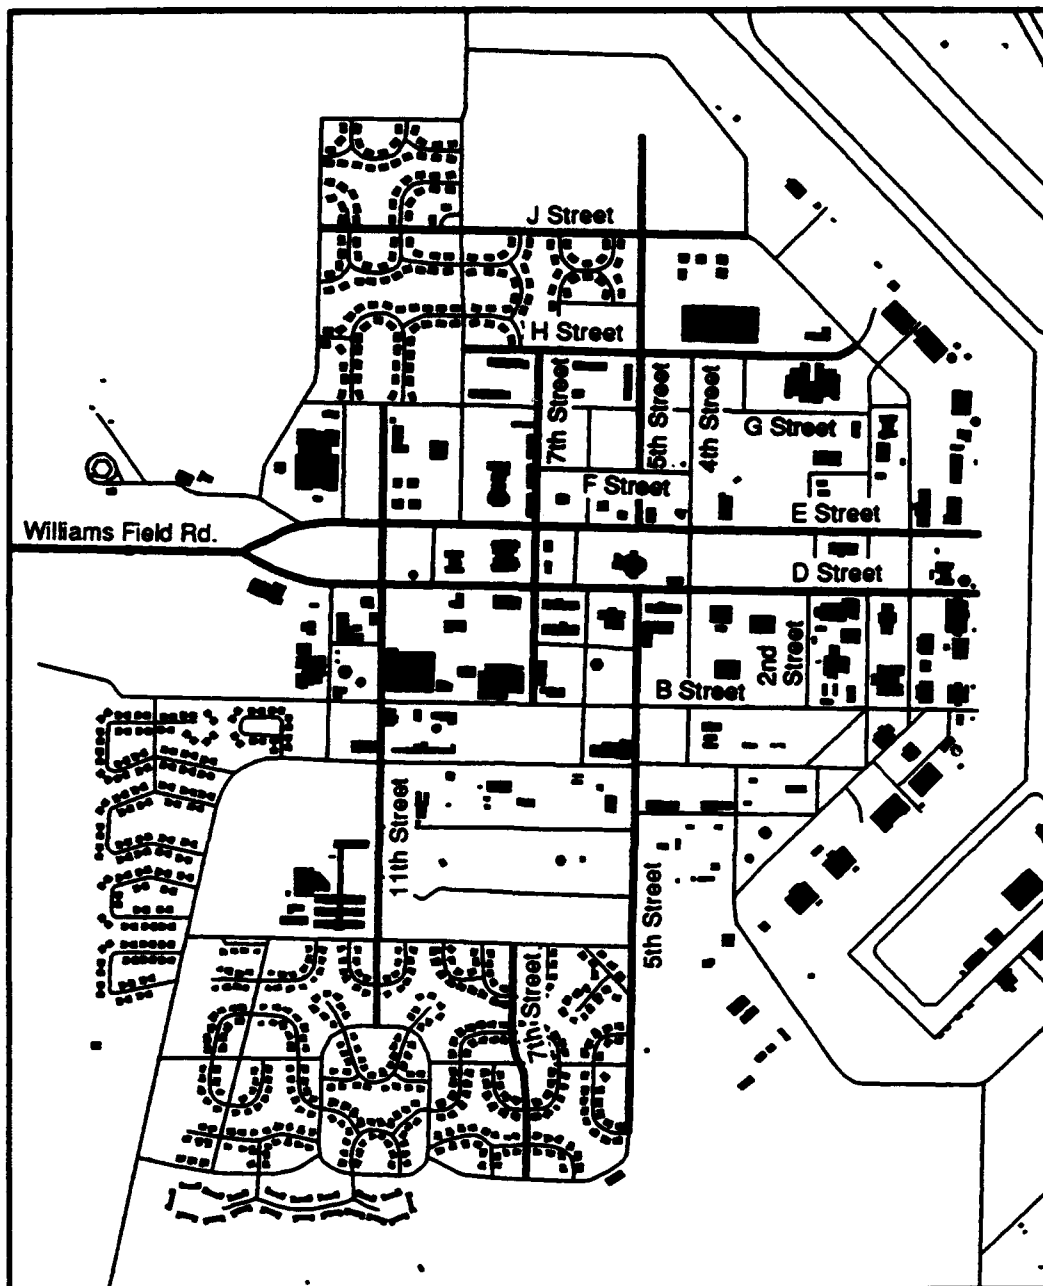 J Street
H Street
7th Street
5th Street
4th Street
G Street
F Street
E Street
Williams Field Rd.
D Street
2nd
Street
B Street
11th Street
5th Street
7th Street